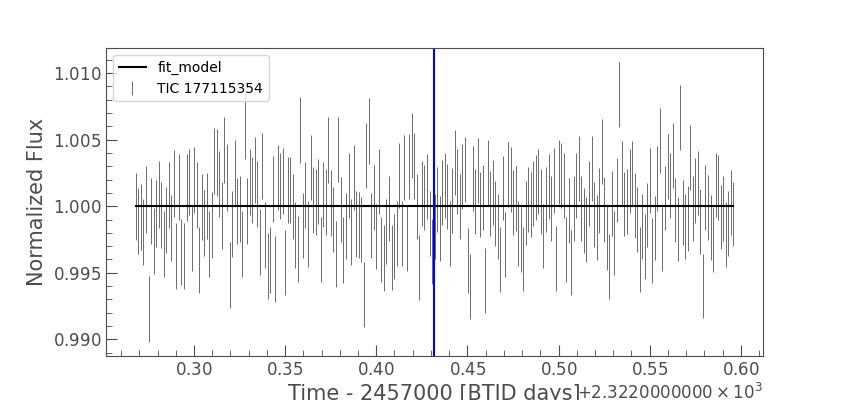 fit_model
TIC 177115354
Normalized Flux
1.010
1.005
1.000
0.995
0.990
0.30 0.35 0.40 0.45 0.50 0.55 0.60
Time - 2457000 [BTJD days]
+2.3220000000 × 10³